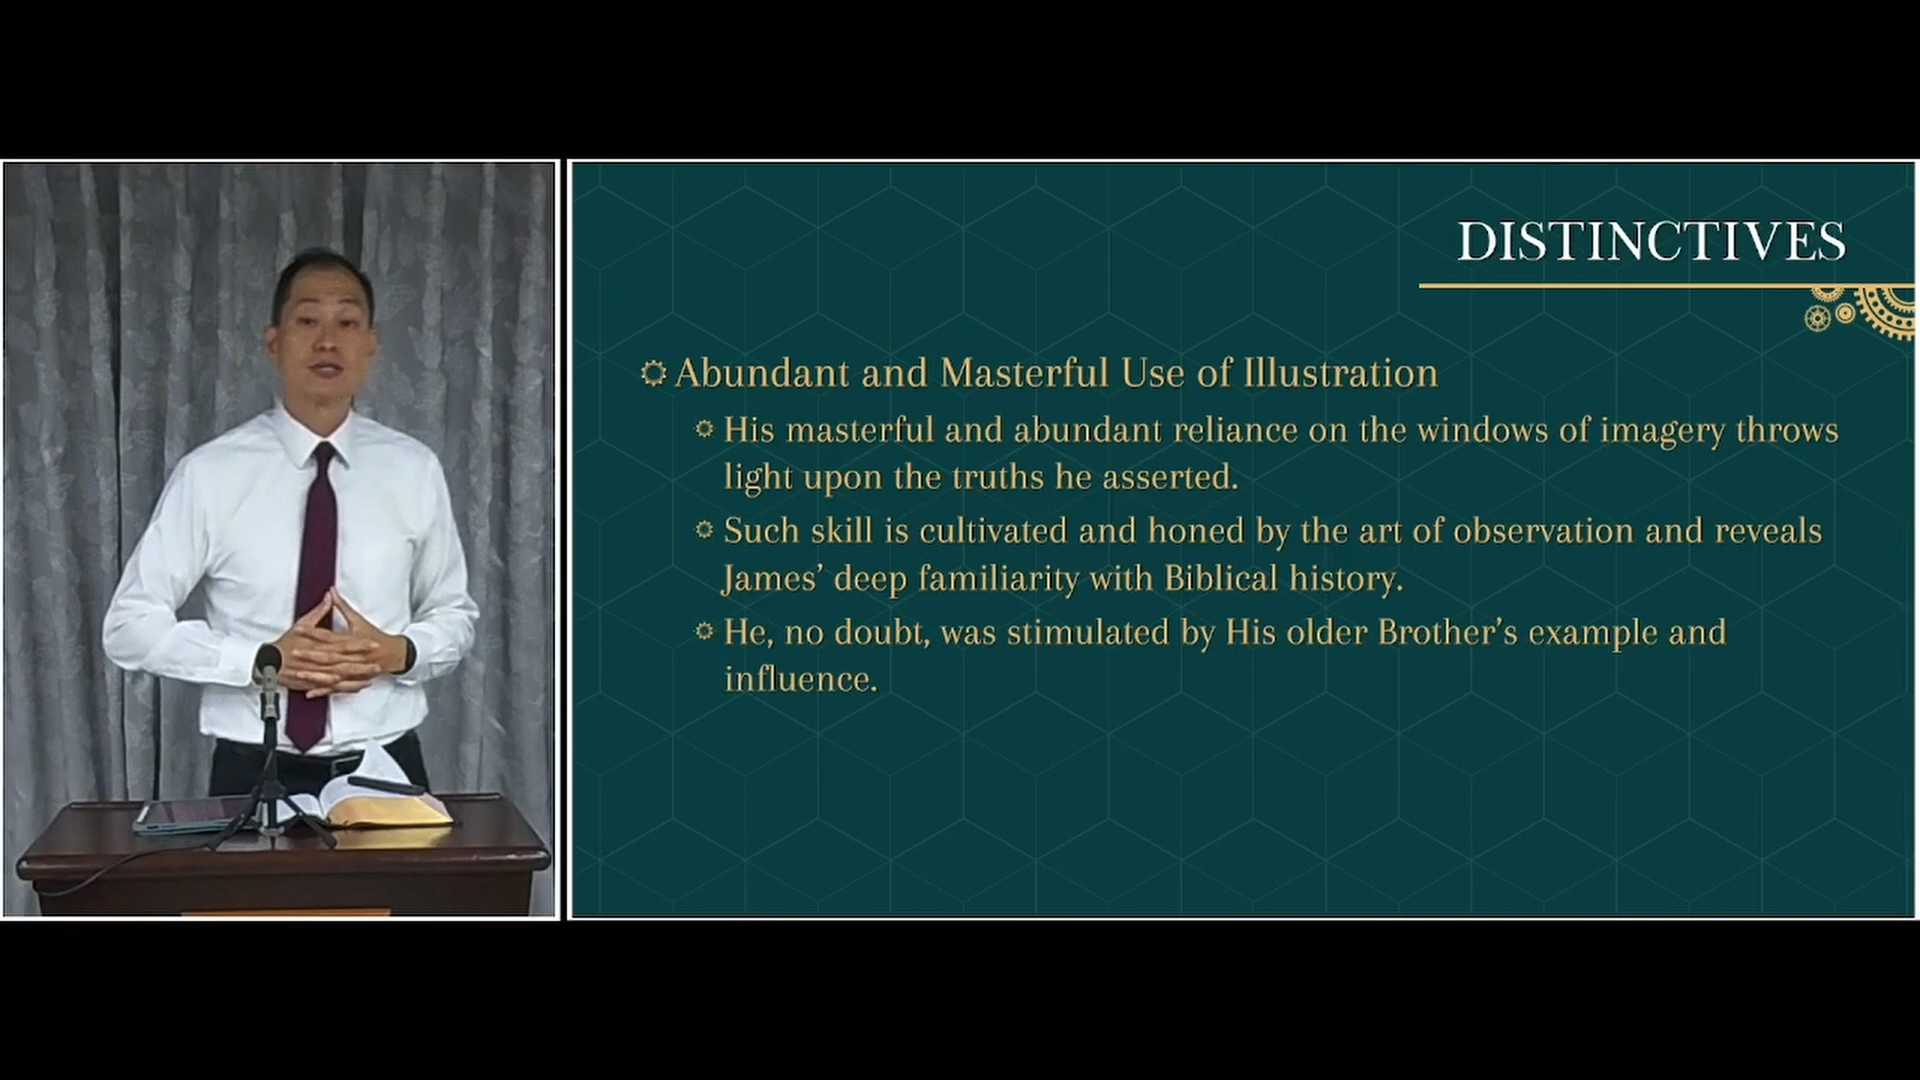 DISTINCTIVES
Abundant and Masterful Use of Illustration
His masterful and abundant reliance on the windows of imagery throws
light upon the truths he asserted.
Such skill is cultivated and honed by the art of observation and reveals
James’ deep familiarity with Biblical history.
He, no doubt, was stimulated by His older Brother’s example and
influence.